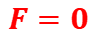 F = 0